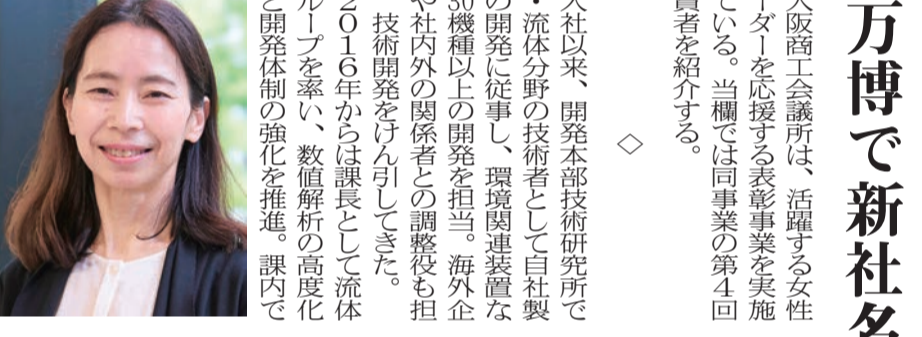 万博で新社名
大阪商工会議所は、活躍する女性
ーダーを応援する表彰事業を実施
ている。当欄では同事業の第4回
賞者を紹介する。
◇
入社以来、開発本部技術研究所で
・流体分野の技術者として自社製
の開発に従事し、環境関連装置な
30機種以上の開発を担当。海外企
や社内外の関係者との調整役も担
技術開発をけん引してきた。
2016年からは課長として流体
ループを率い、数値解析の高度化
と開発体制の強化を推進。課内で